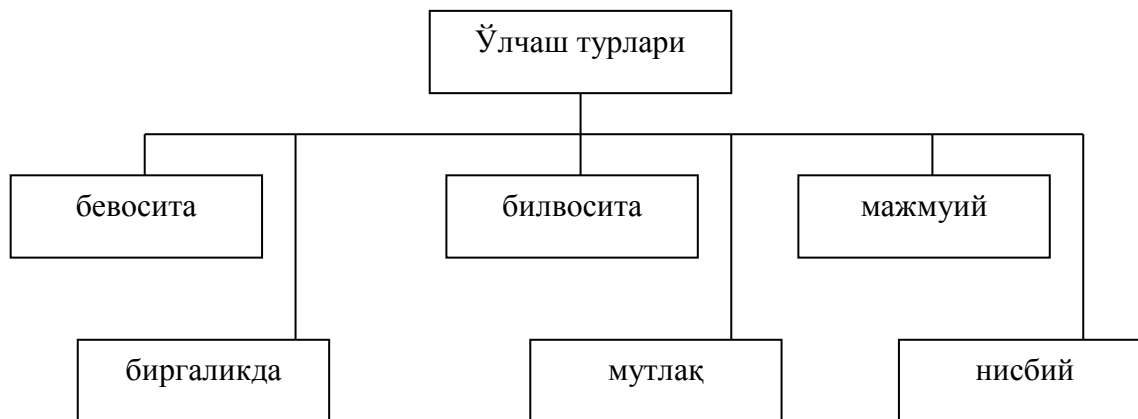 Ўлчаш турлари
бевосита
билвосита
мажмуий
биргаликда
мутлақ
нисбий